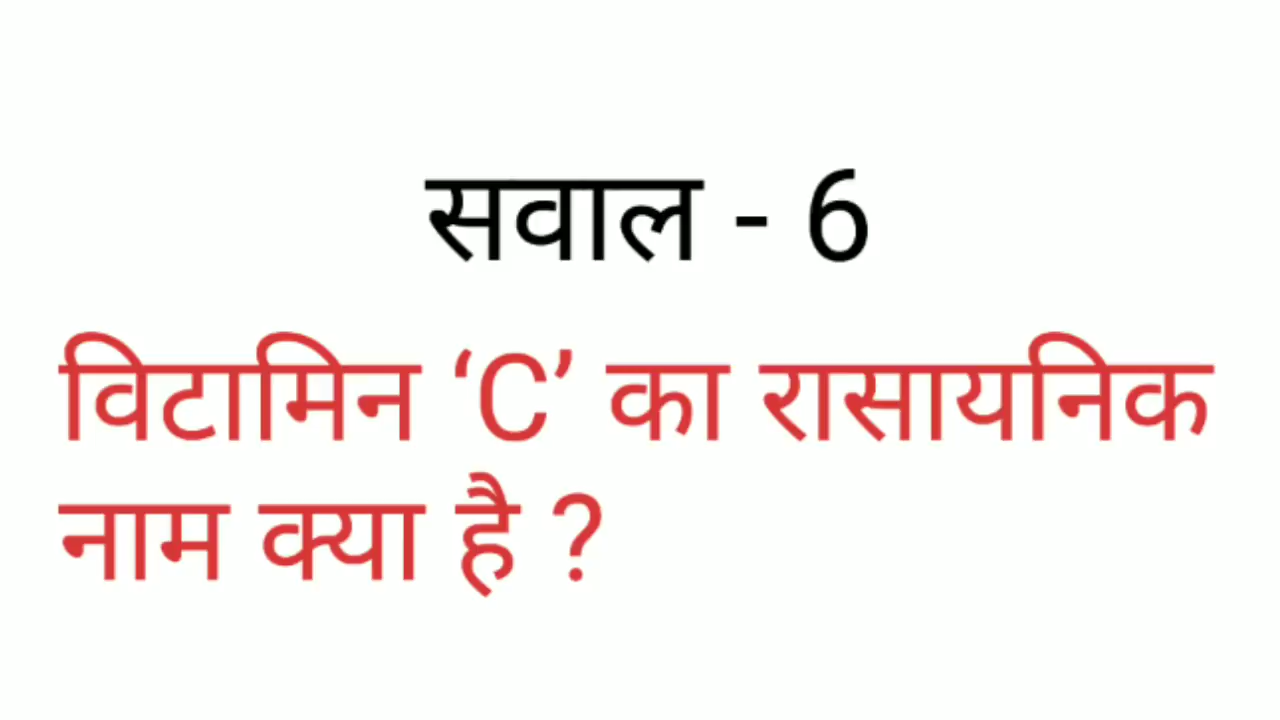 सवाल - 6
विटामिन ‘C’ का रासायनिक
नाम क्या है ?